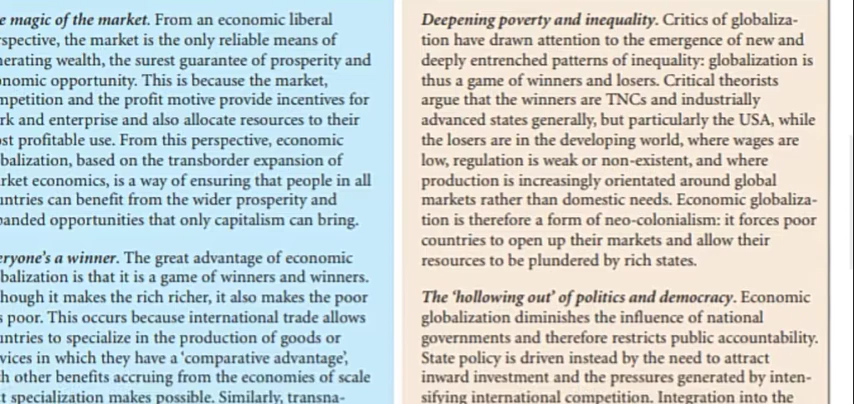 e magic of the market. From an economic liberal
rspective, the market is the only reliable means of
nerating wealth, the surest guarantee of prosperity and
onomic opportunity. This is because the market,
mpetition and the profit motive provide incentives for
rk and enterprise and also allocate resources to their
ost profitable use. From this perspective, economic
balization, based on the transborder expansion of
rket economics, is a way of ensuring that people in all
untries can benefit from the wider prosperity and
panded opportunities that only capitalism can bring.
eryone's a winner. The great advantage of economic
balization is that it is a game of winners and winners.
hough it makes the rich richer, it also makes the poor
s poor. This occurs because international trade allows
untries to specialize in the production of goods or
vices in which they have a 'comparative advantage',
h other benefits accruing from the economies of scale
t specialization makes possible. Similarly, transna-
Deepening poverty and inequality. Critics of globaliza-
tion have drawn attention to the emergence of new and
deeply entrenched patterns of inequality: globalization is
thus a game of winners and losers. Critical theorists
argue that the winners are TNCs and industrially
advanced states generally, but particularly the USA, while
the losers are in the developing world, where wages are
low, regulation is weak or non-existent, and where
production is increasingly orientated around global
markets rather than domestic needs. Economic globaliza-
tion is therefore a form of neo-colonialism: it forces poor
countries to open up their markets and allow their
resources to be plundered by rich states.
The 'hollowing out' of politics and democracy. Economic
globalization diminishes the influence of national
governments and therefore restricts public accountability.
State policy is driven instead by the need to attract
inward investment and the pressures generated by inten-
sifying international competition. Integration into the